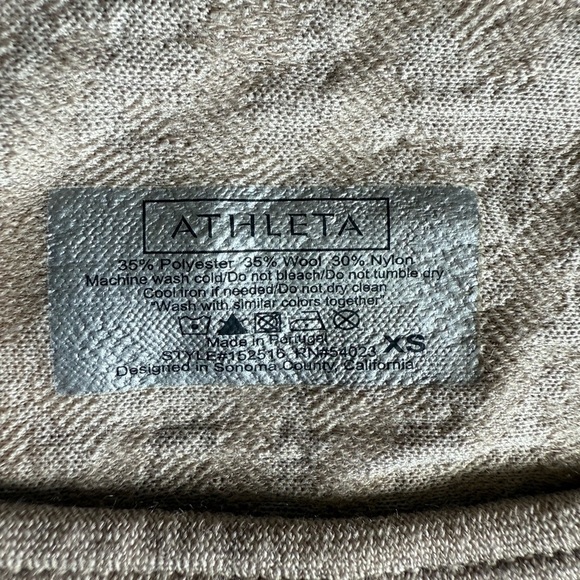 ATHLETA
35% Polyester 35% Wool 30% Nylon
Machine wash cold/Do not bleach/Do not tumble dry
Cool iron if needed/Do not dry clean
"Wash with similar colors together"
Made in Portugal
STYLE#152516 RN#54023 XS
Designed in Sonoma County, California